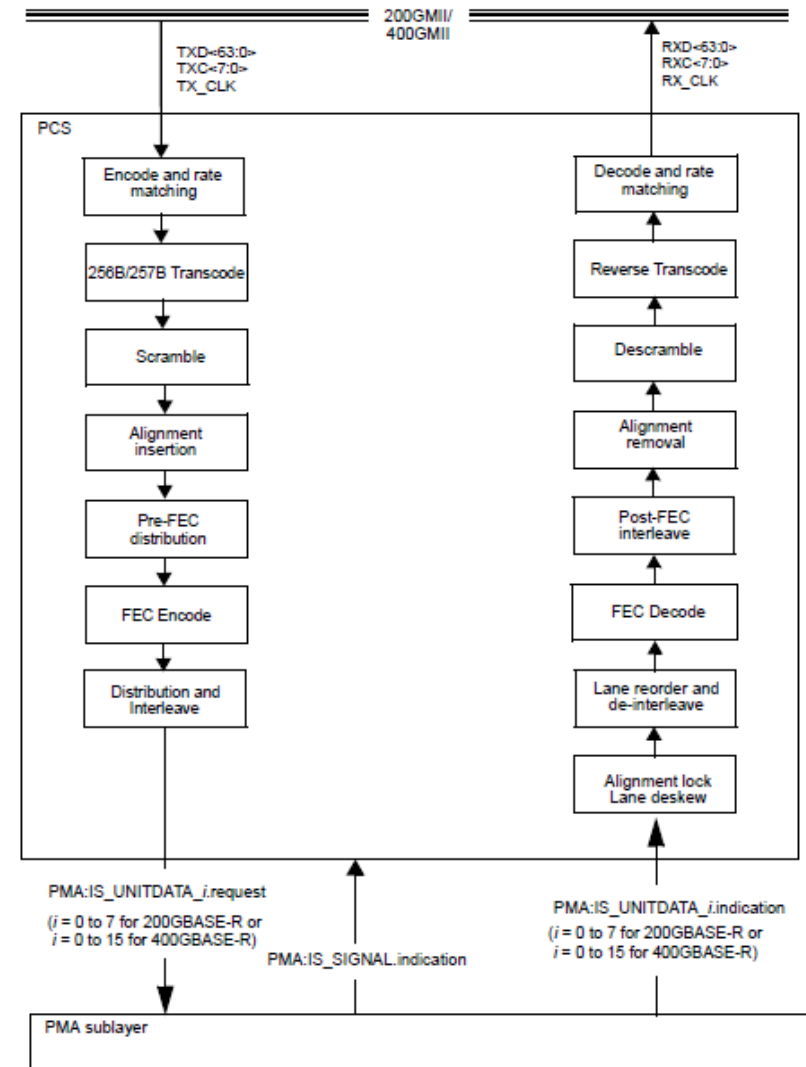 200GMII/
400GMII
TXD<63:0>
TXC<7:0>
TX_CLK
RXD<63:0>
RXC<7:0>
RX_CLK
PCS
Encode and rate
matching
256B/257B Transcode
Scramble
Alignment
insertion
Pre-FEC
distribution
FEC Encode
Distribution and
Interleave
Decode and rate
matching
Reverse Transcode
Descramble
Alignment
removal
Post-FEC
interleave
FEC Decode
Lane reorder and
de-interleave
Alignment lock
Lane deskew
PMA:IS_UNITDATA_i.request
(i = 0 to 7 for 200GBASE-R or
i = 0 to 15 for 400GBASE-R)
PMA:IS_SIGNAL.indication
PMA:IS_UNITDATA_i.indication
(i = 0 to 7 for 200GBASE-R or
i = 0 to 15 for 400GBASE-R)
PMA sublayer